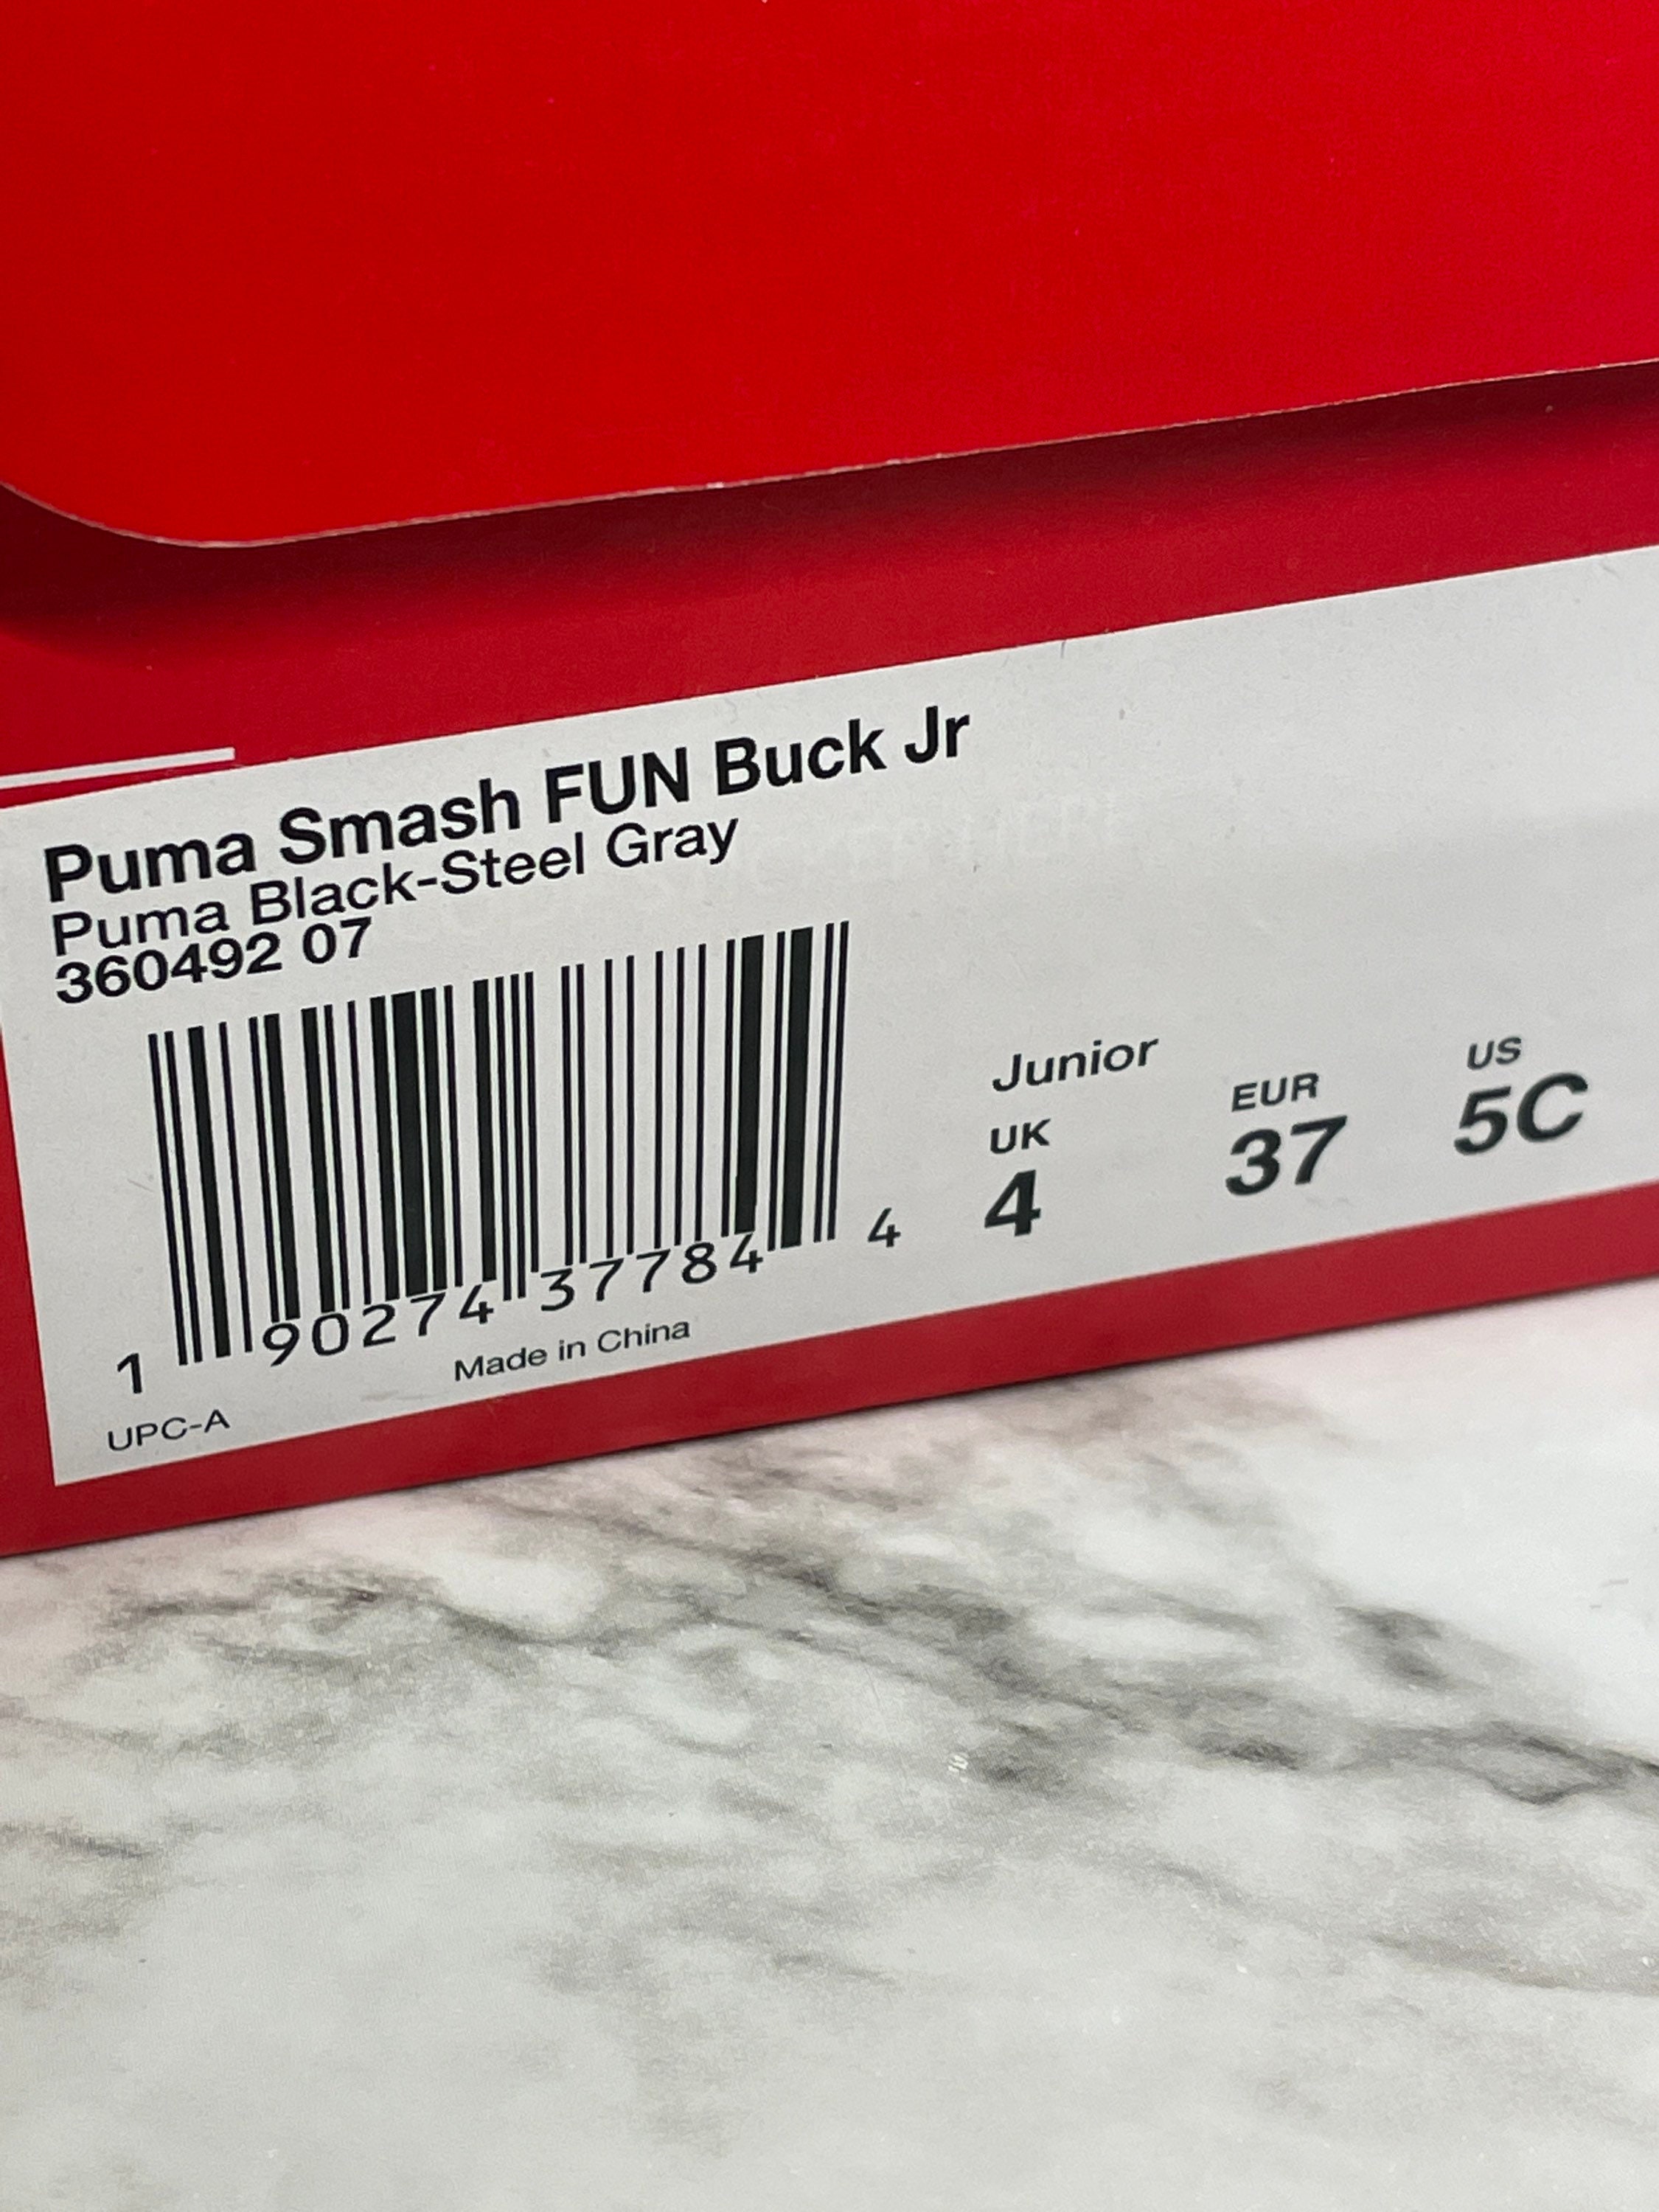 Puma Smash FUN Buck Jr
Puma Black-Steel Gray
360492 07
Junior
UK EUR US
4 37 5C
1 90274 37784 4
Made in China
UPC-A